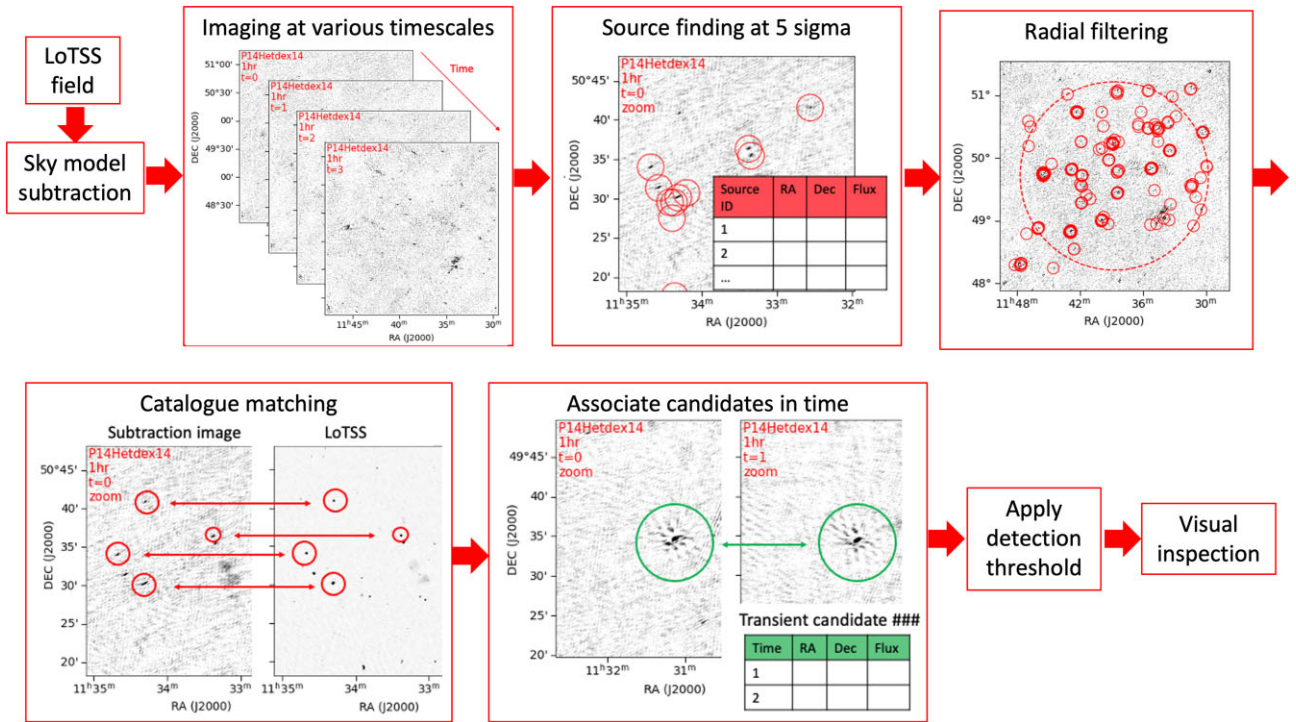 LoTSS
field
Sky model
subtraction
Imaging at various timescales
P14Hetdex14
1hr
t=0
P14Hetdex14
1hr
t=1
P14Hetdex14
1hr
t=2
P14Hetdex14
1hr
t=3
Time
51°00'
30'
00'
49°30'
00'
48°30'
DEC (J2000)
11ʰ45ᵐ 40ᵐ 35ᵐ 30ᵐ
RA (J2000)
Source finding at 5 sigma
P14Hetdex14
1hr
t=0
zoom
50°45'
40'
35'
30'
25'
20'
DEC (J2000)
Source ID RA Dec Flux
1
2
...
11ʰ35ᵐ 34ᵐ 33ᵐ 32ᵐ
RA (J2000)
Radial filtering
51°
50°
49°
48°
DEC (J2000)
11ʰ48ᵐ 42ᵐ 36ᵐ 30ᵐ
RA (J2000)
Catalogue matching
Subtraction image LoTSS
P14Hetdex14
1hr
t=0
zoom
50°45'
40'
35'
30'
25'
20'
DEC (J2000)
11ʰ35ᵐ 34ᵐ 33ᵐ 11ʰ35ᵐ 34ᵐ 33ᵐ
RA (J2000) RA (J2000)
Associate candidates in time
P14Hetdex14
1hr
t=0
zoom
P14Hetdex14
1hr
t=1
zoom
49°45'
40'
35'
30'
25'
20'
DEC (J2000)
11ʰ32ᵐ 31ᵐ
RA (J2000)
Transient candidate ###
Time RA Dec Flux
1
2
Apply
detection
threshold
Visual
inspection